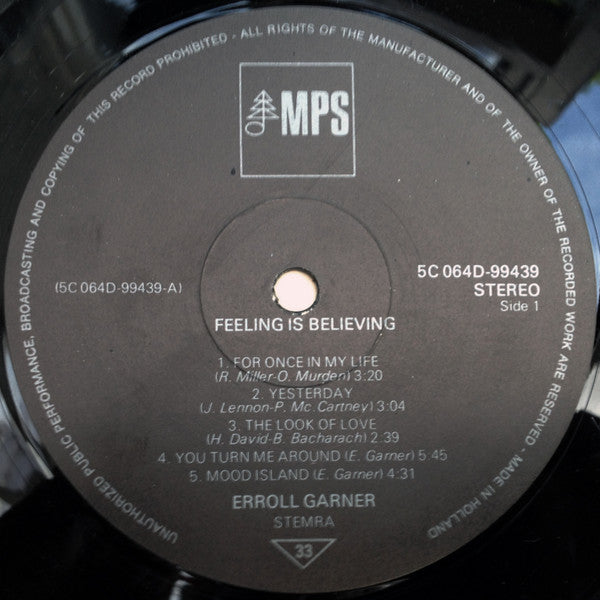 UNAUTHORIZED PUBLIC PERFORMANCE, BROADCASTING AND COPYING OF THIS RECORD PROHIBITED - ALL RIGHTS OF THE MANUFACTURER AND OF THE OWNER OF THE RECORDED WORK ARE RESERVED - MADE IN HOLLAND
MPS
(5C 064D-99439-A)
5C 064D-99439
STEREO
Side 1
FEELING IS BELIEVING
1. FOR ONCE IN MY LIFE
(R. Miller-O. Murden) 3:20
2. YESTERDAY
(J. Lennon-P. Mc. Cartney) 3:04
3. THE LOOK OF LOVE
(H. David-B. Bacharach) 2.39
4. YOU TURN ME AROUND (E. Garner) 5:45
5. MOOD ISLAND (E. Garner) 4:31
ERROLL GARNER
STEMRA
33